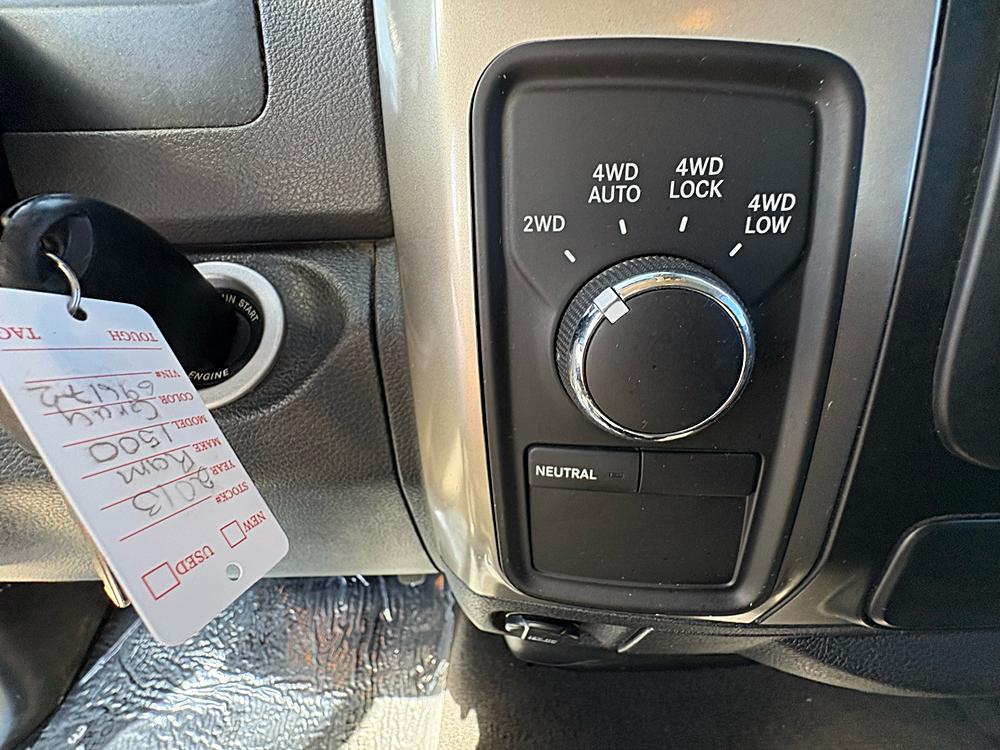 4WD
AUTO
4WD
LOCK
2WD
4WD
LOW
NEUTRAL
START
ENGINE
TOUGH TAG
VIN#
COLOR Gray
MODEL 1500
MAKE Ram
YEAR 2013
STOCK#
NEW
USED